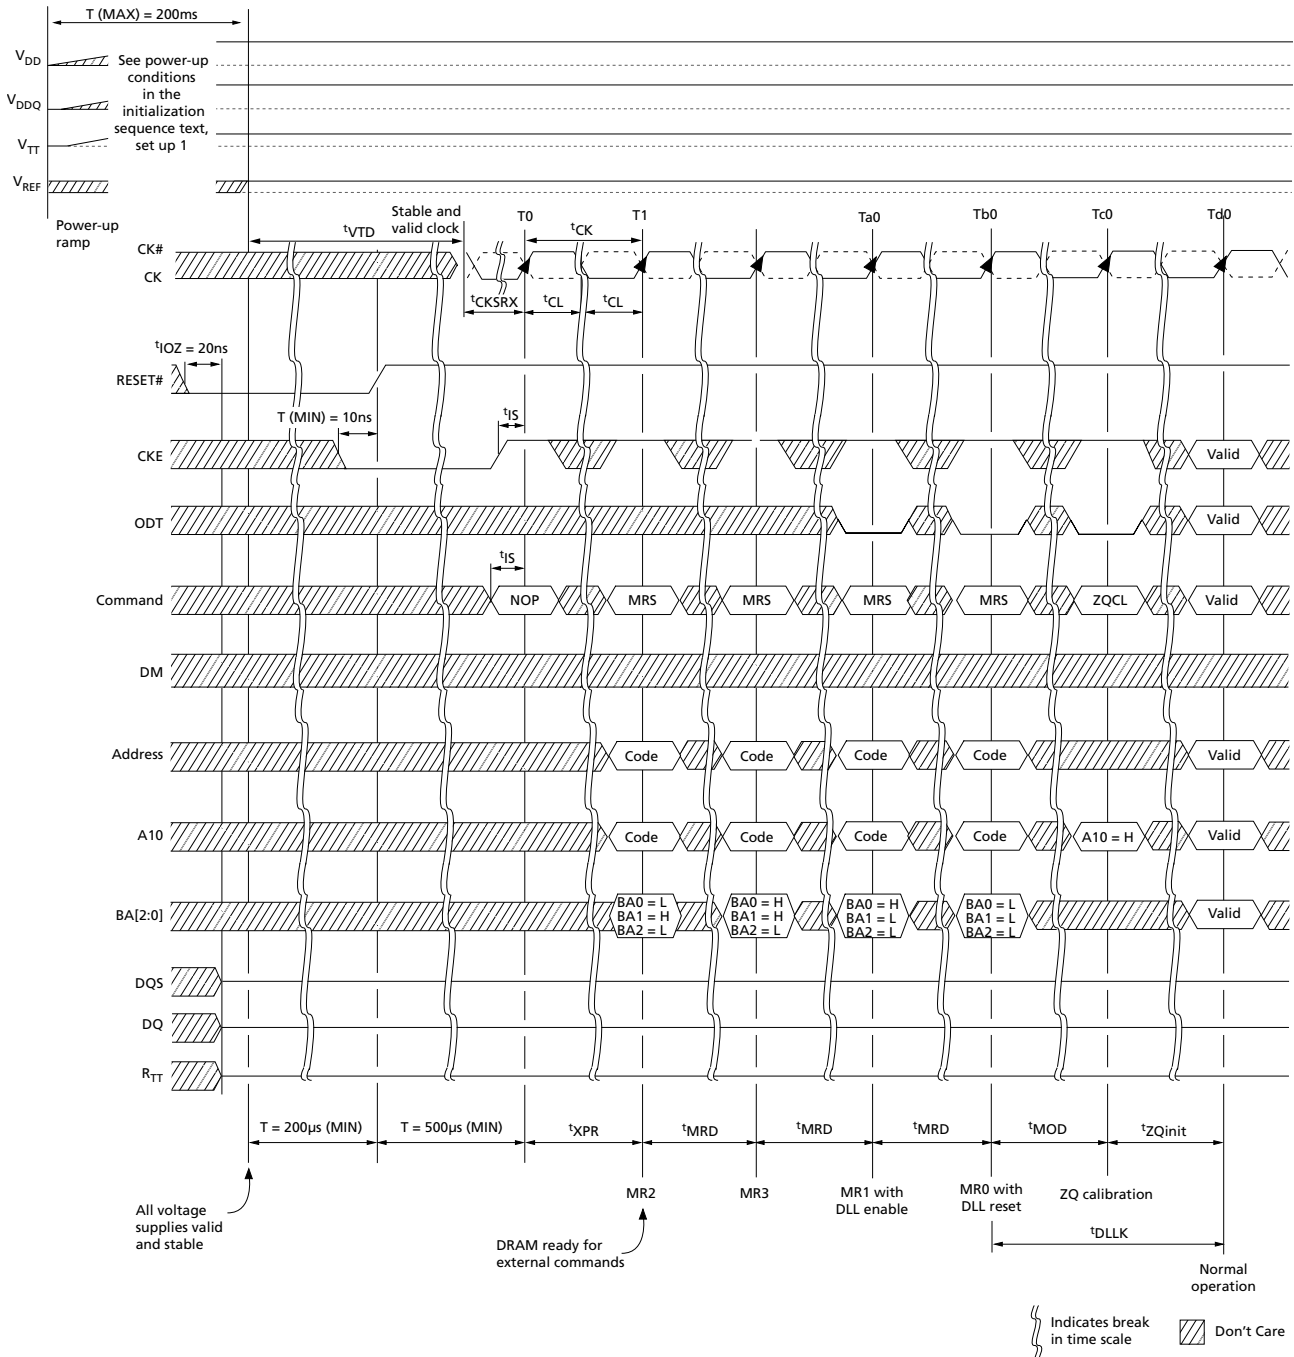 T (MAX) = 200ms
VDD
See power-up
conditions
in the
initialization
sequence text,
set up 1
VDDQ
VTT
VREF
Power-up
ramp
Stable and
valid clock
T0
T1
Ta0
Tb0
Tc0
Td0
tVTD
tCK
CK#
CK
tCKSRX
tCL
tCL
tIOZ = 20ns
RESET#
T (MIN) = 10ns
tIS
CKE
Valid
ODT
Valid
tIS
Command
NOP
MRS
MRS
MRS
MRS
ZQCL
Valid
DM
Address
Code
Code
Code
Code
Valid
A10
Code
Code
Code
Code
A10 = H
Valid
BA[2:0]
BA0 = L
BA1 = H
BA2 = L
BA0 = H
BA1 = H
BA2 = L
BA0 = H
BA1 = L
BA2 = L
BA0 = L
BA1 = L
BA2 = L
Valid
DQS
DQ
RTT
T = 200μs (MIN)
T = 500μs (MIN)
tXPR
tMRD
tMRD
tMRD
tMOD
tZQinit
MR2
MR3
MR1 with
DLL enable
MR0 with
DLL reset
ZQ calibration
All voltage
supplies valid
and stable
DRAM ready for
external commands
tDLLK
Normal
operation
Indicates break
in time scale
Don't Care